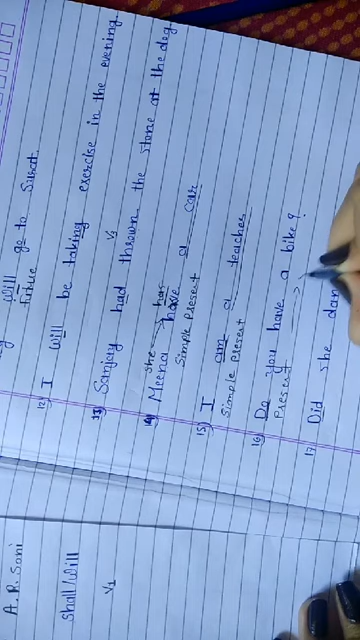 will go to Surat.
Future
12) I will be taking exercise in the evening
13) Sanjay had thrown the stone at the dog
V3
she has
14) Meena have a car
Simple Present
15) I am a teaches
Simple Present
16) Do you have a bike?
Present
17 Did she dan
A. R. Soni
Shall/Will
V1